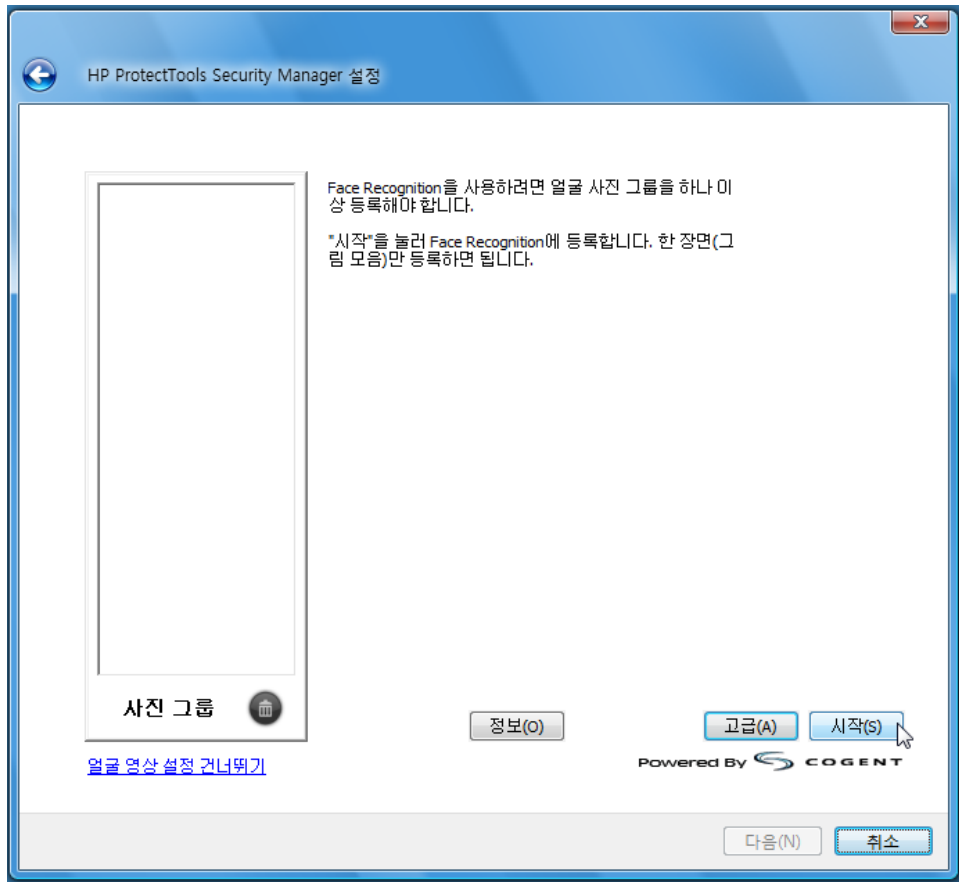 HP ProtectTools Security Manager 설정
Face Recognition을 사용하려면 얼굴 사진 그룹을 하나 이
상 등록해야 합니다.
"시작"을 눌러 Face Recognition에 등록합니다. 한 장면(그
림 모음)만 등록하면 됩니다.
사진 그룹
정보(O)
고급(A)
시작(S)
얼굴 영상 설정 건너뛰기
Powered By COGENT
다음(N)
취소